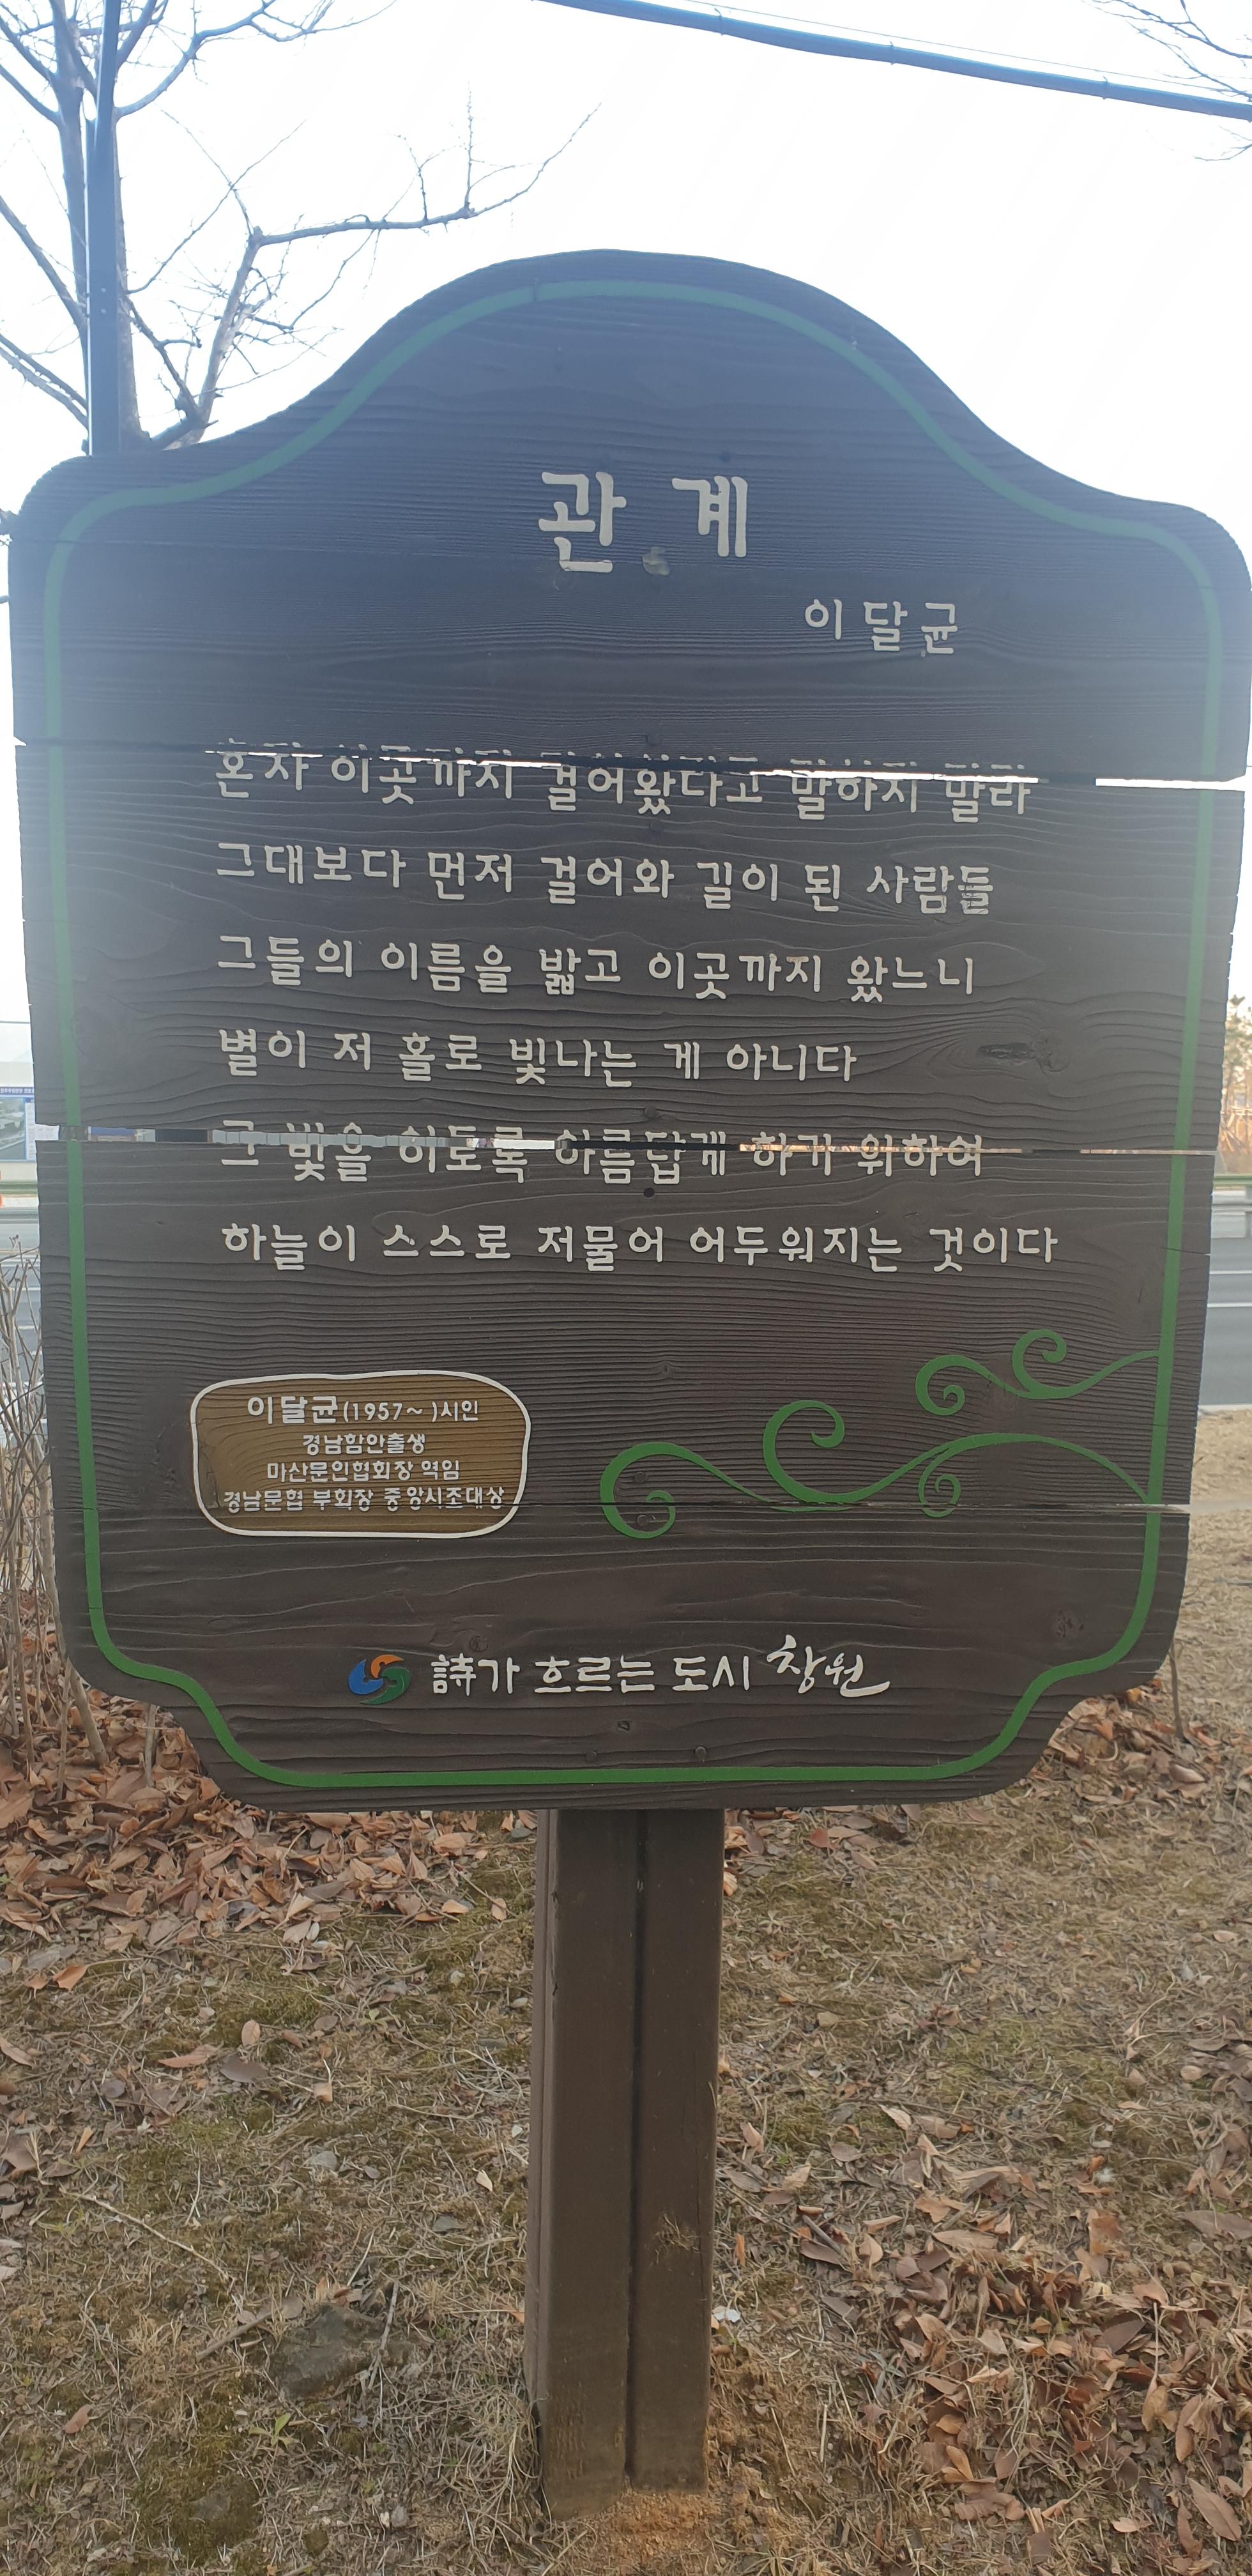 관계
이달균
혼자 이곳까지 걸어왔다고 말하지 말라
그대보다 먼저 걸어와 길이 된 사람들
그들의 이름을 밟고 이곳까지 왔느니
별이 저 홀로 빛나는 게 아니다
그 빛을 이토록 아름답게 하기 위하여
하늘이 스스로 저물어 어두워지는 것이다
이달균(1957~ )시인
경남함안출생
마산문인협회장 역임
경남문협 부회장 중앙시조대상
詩가 흐르는 도시 창원